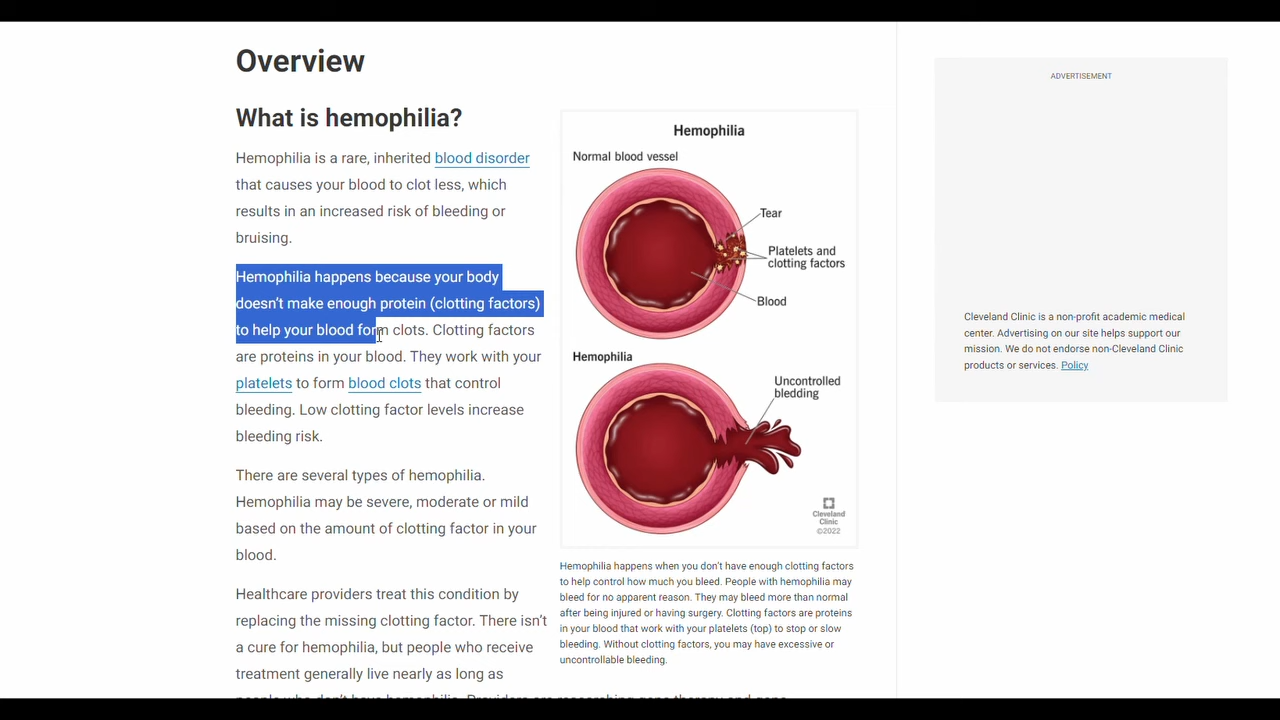 Overview
What is hemophilia?
Hemophilia is a rare, inherited blood disorder
that causes your blood to clot less, which
results in an increased risk of bleeding or
bruising.
Hemophilia happens because your body
doesn't make enough protein (clotting factors)
to help your blood form clots. Clotting factors
are proteins in your blood. They work with your
platelets to form blood clots that control
bleeding. Low clotting factor levels increase
bleeding risk.
There are several types of hemophilia.
Hemophilia may be severe, moderate or mild
based on the amount of clotting factor in your
blood.
Healthcare providers treat this condition by
replacing the missing clotting factor. There isn't
a cure for hemophilia, but people who receive
treatment generally live nearly as long as
people who don't have hemophilia. Providers are researching gene therapy and gene
Hemophilia
Normal blood vessel
Tear
Platelets and
clotting factors
Blood
Hemophilia
Uncontrolled
bledding
Cleveland
Clinic
©2022
Hemophilia happens when you don't have enough clotting factors
to help control how much you bleed. People with hemophilia may
bleed for no apparent reason. They may bleed more than normal
after being injured or having surgery. Clotting factors are proteins
in your blood that work with your platelets (top) to stop or slow
bleeding. Without clotting factors, you may have excessive or
uncontrollable bleeding.
ADVERTISEMENT
Cleveland Clinic is a non-profit academic medical
center. Advertising on our site helps support our
mission. We do not endorse non-Cleveland Clinic
products or services. Policy